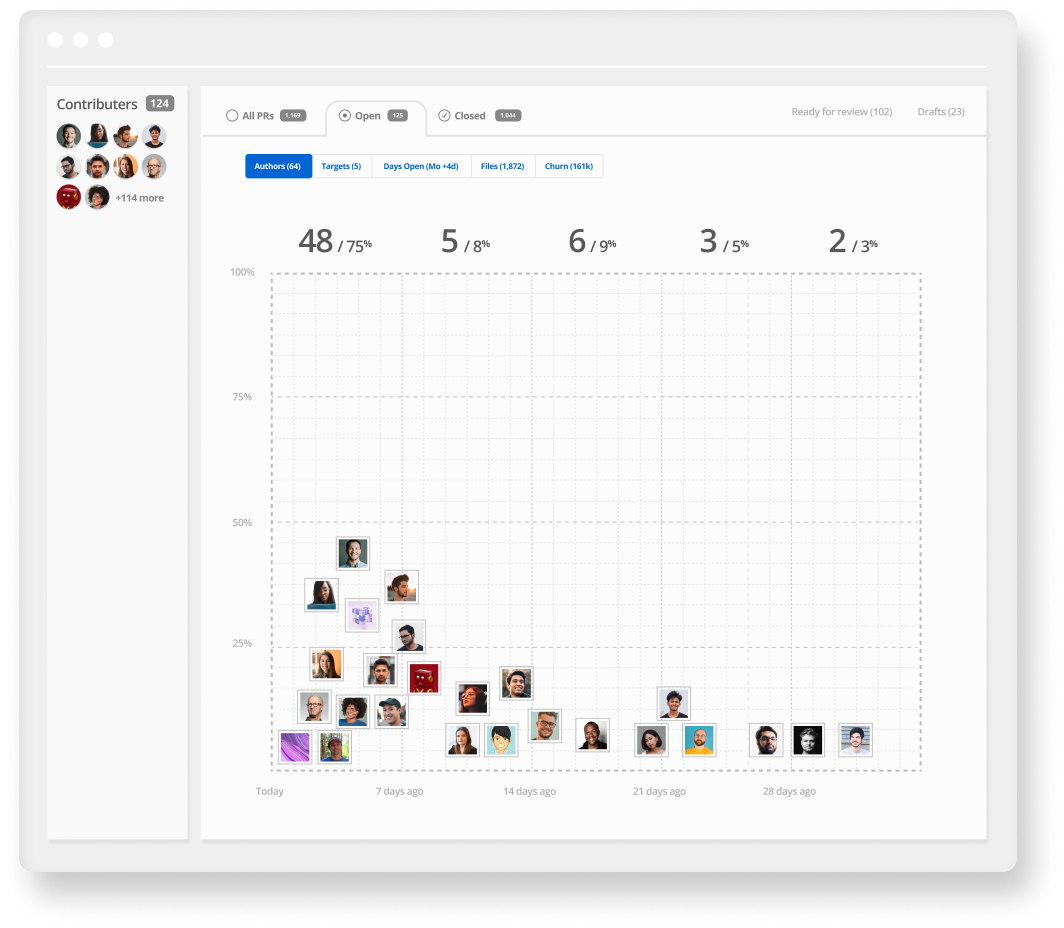 Contributers 124
+114 more
All PRs 1,169 Open 125 Closed 1,044 Ready for review (102) Drafts (23)
Authors (64) Targets (5) Days Open (Mo +4d) Files (1,872) Churn (161k)
48 / 75% 5 / 8% 6 / 9% 3 / 5% 2 / 3%
100%
75%
50%
25%
Today 7 days ago 14 days ago 21 days ago 28 days ago